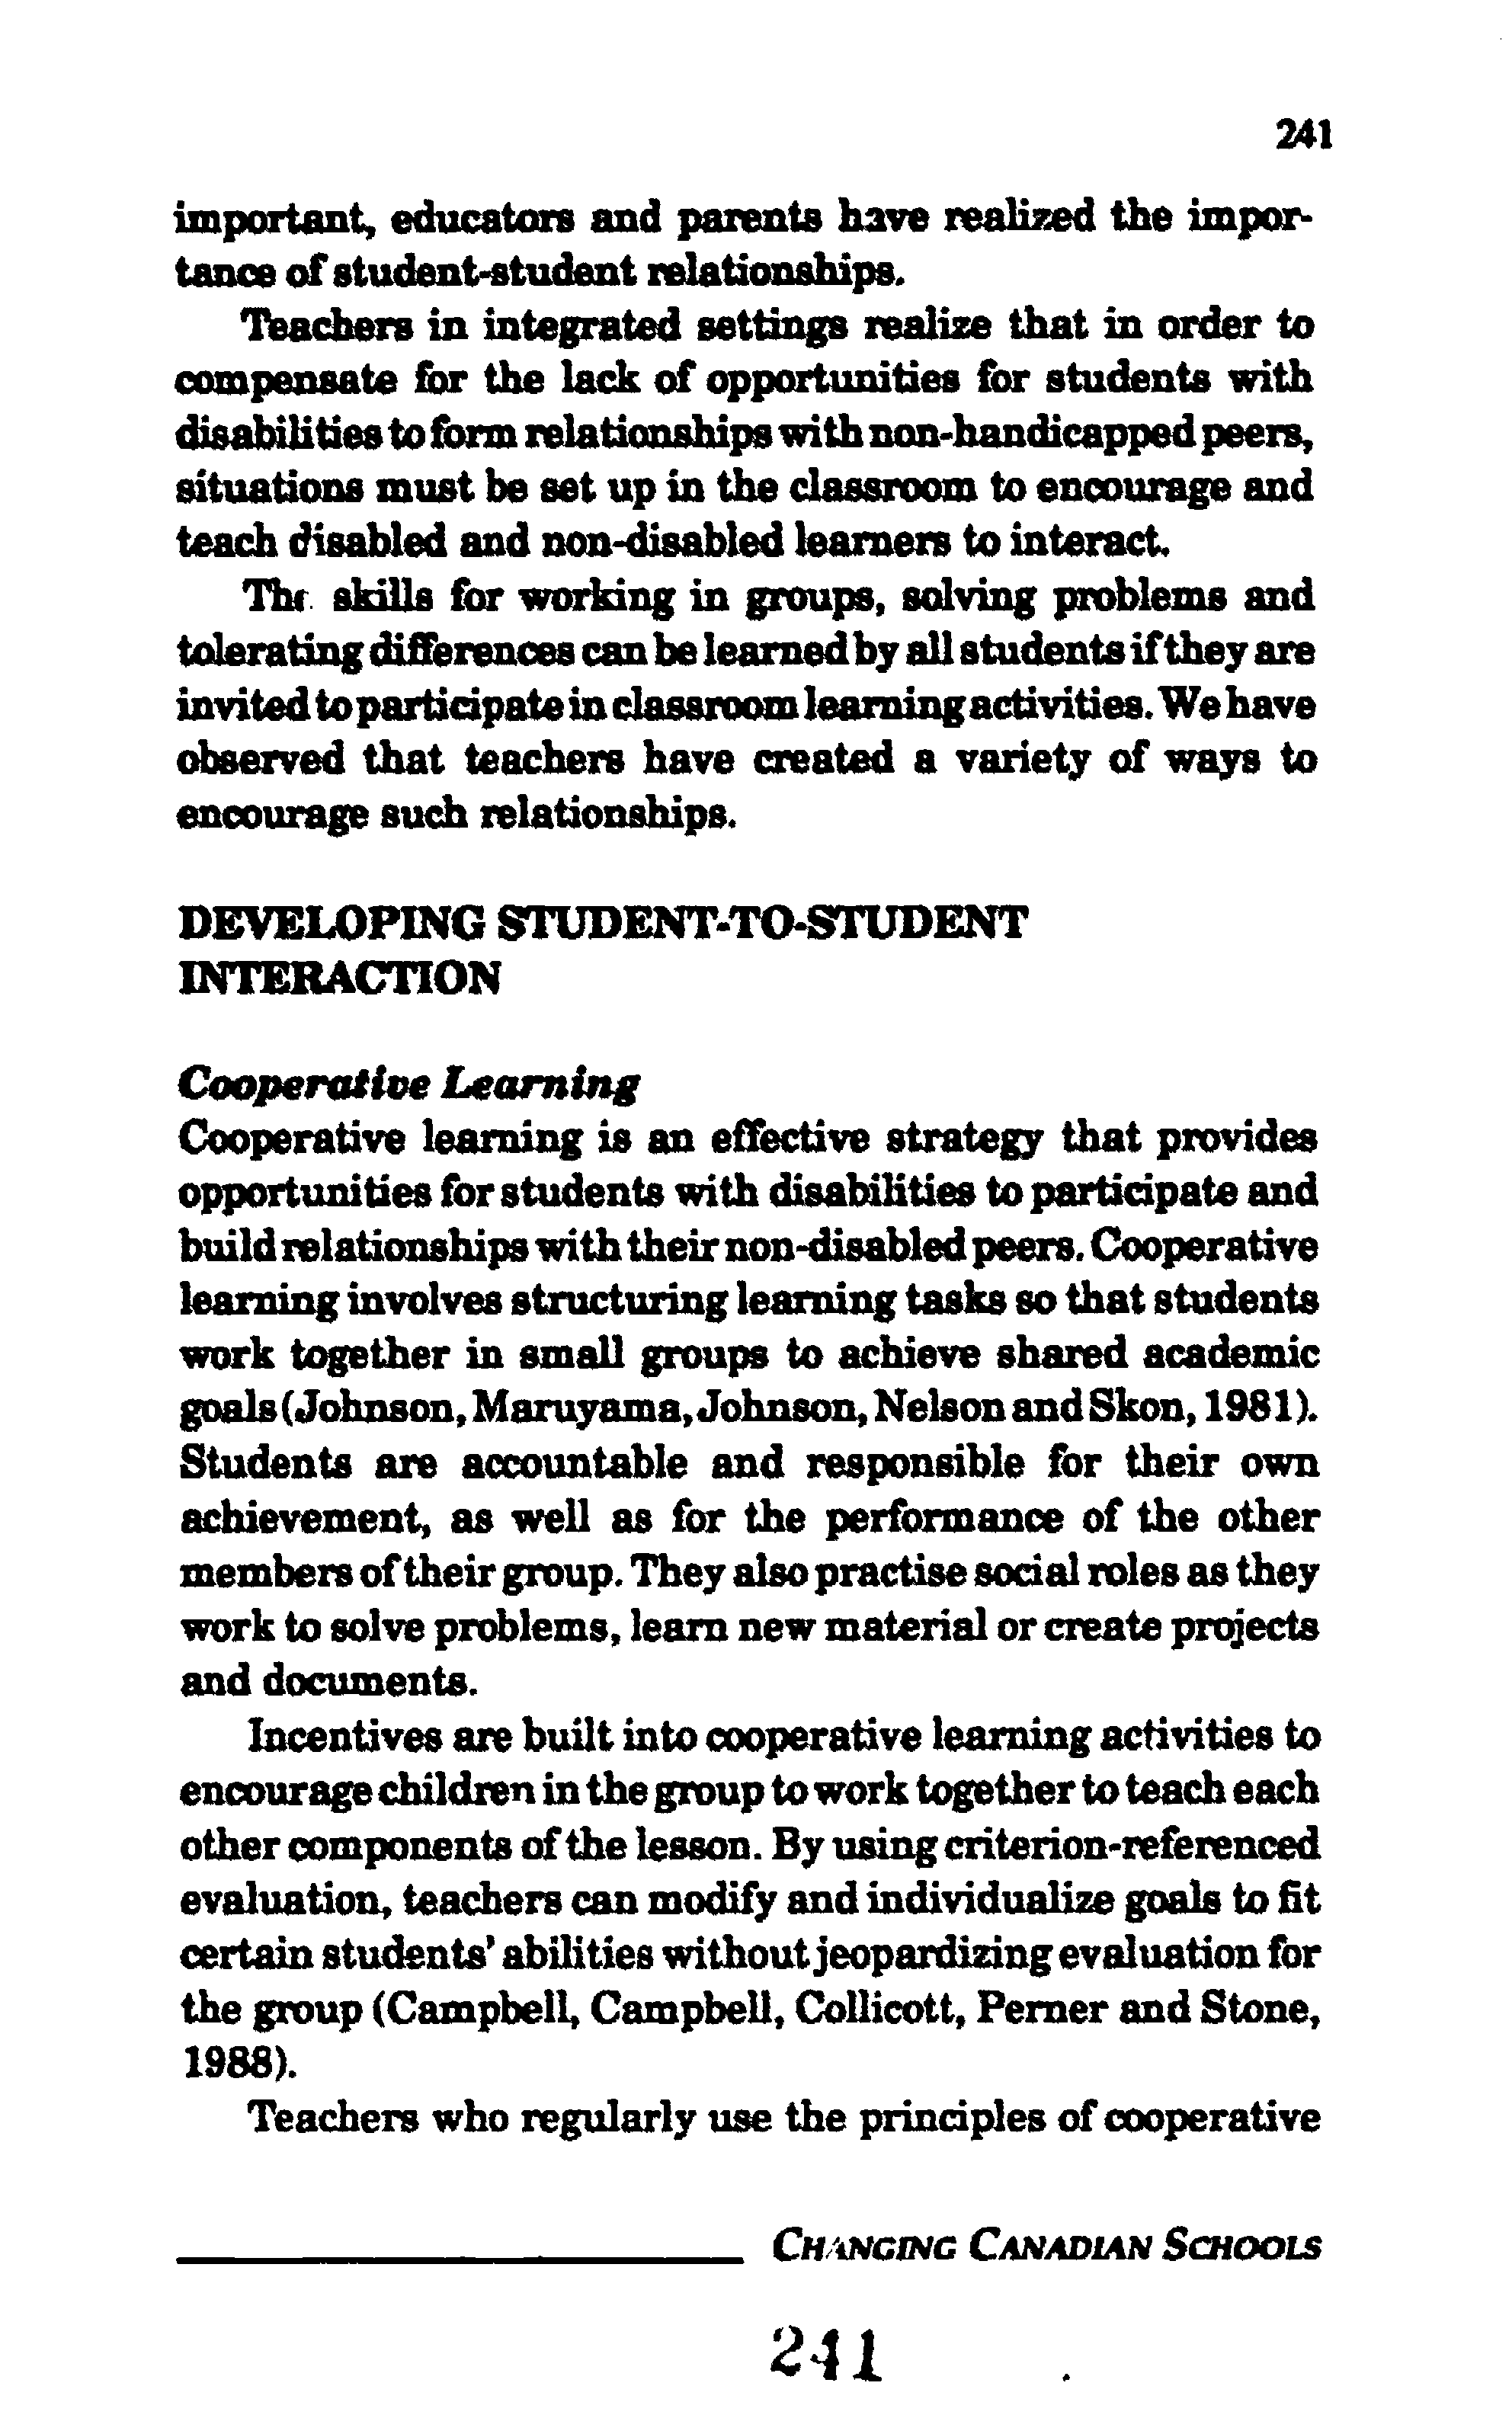 241
important, educators and parents have realized the impor-
tance of student-student relationships.
Teachers in integrated settings realize that in order to
compensate for the lack of opportunities for students with
disabilities to form relationships with non-handicapped peers,
situations must be set up in the classroom to encourage and
teach disabled and non-disabled learners to interact.
The skills for working in groups, solving problems and
tolerating differences can be learned by all students if they are
invited to participate in classroom learning activities. We have
observed that teachers have created a variety of ways to
encourage such relationships.
DEVELOPING STUDENT-TO-STUDENT
INTERACTION
Cooperative Learning
Cooperative learning is an effective strategy that provides
opportunities for students with disabilities to participate and
build relationships with their non-disabled peers. Cooperative
learning involves structuring learning tasks so that students
work together in small groups to achieve shared academic
goals (Johnson, Maruyama, Johnson, Nelson and Skon, 1981).
Students are accountable and responsible for their own
achievement, as well as for the performance of the other
members of their group. They also practise social roles as they
work to solve problems, learn new material or create projects
and documents.
Incentives are built into cooperative learning activities to
encourage children in the group to work together to teach each
other components of the lesson. By using criterion-referenced
evaluation, teachers can modify and individualize goals to fit
certain students' abilities without jeopardizing evaluation for
the group (Campbell, Campbell, Collicott, Perner and Stone,
1988).
Teachers who regularly use the principles of cooperative
CHANGING CANADIAN SCHOOLS
241